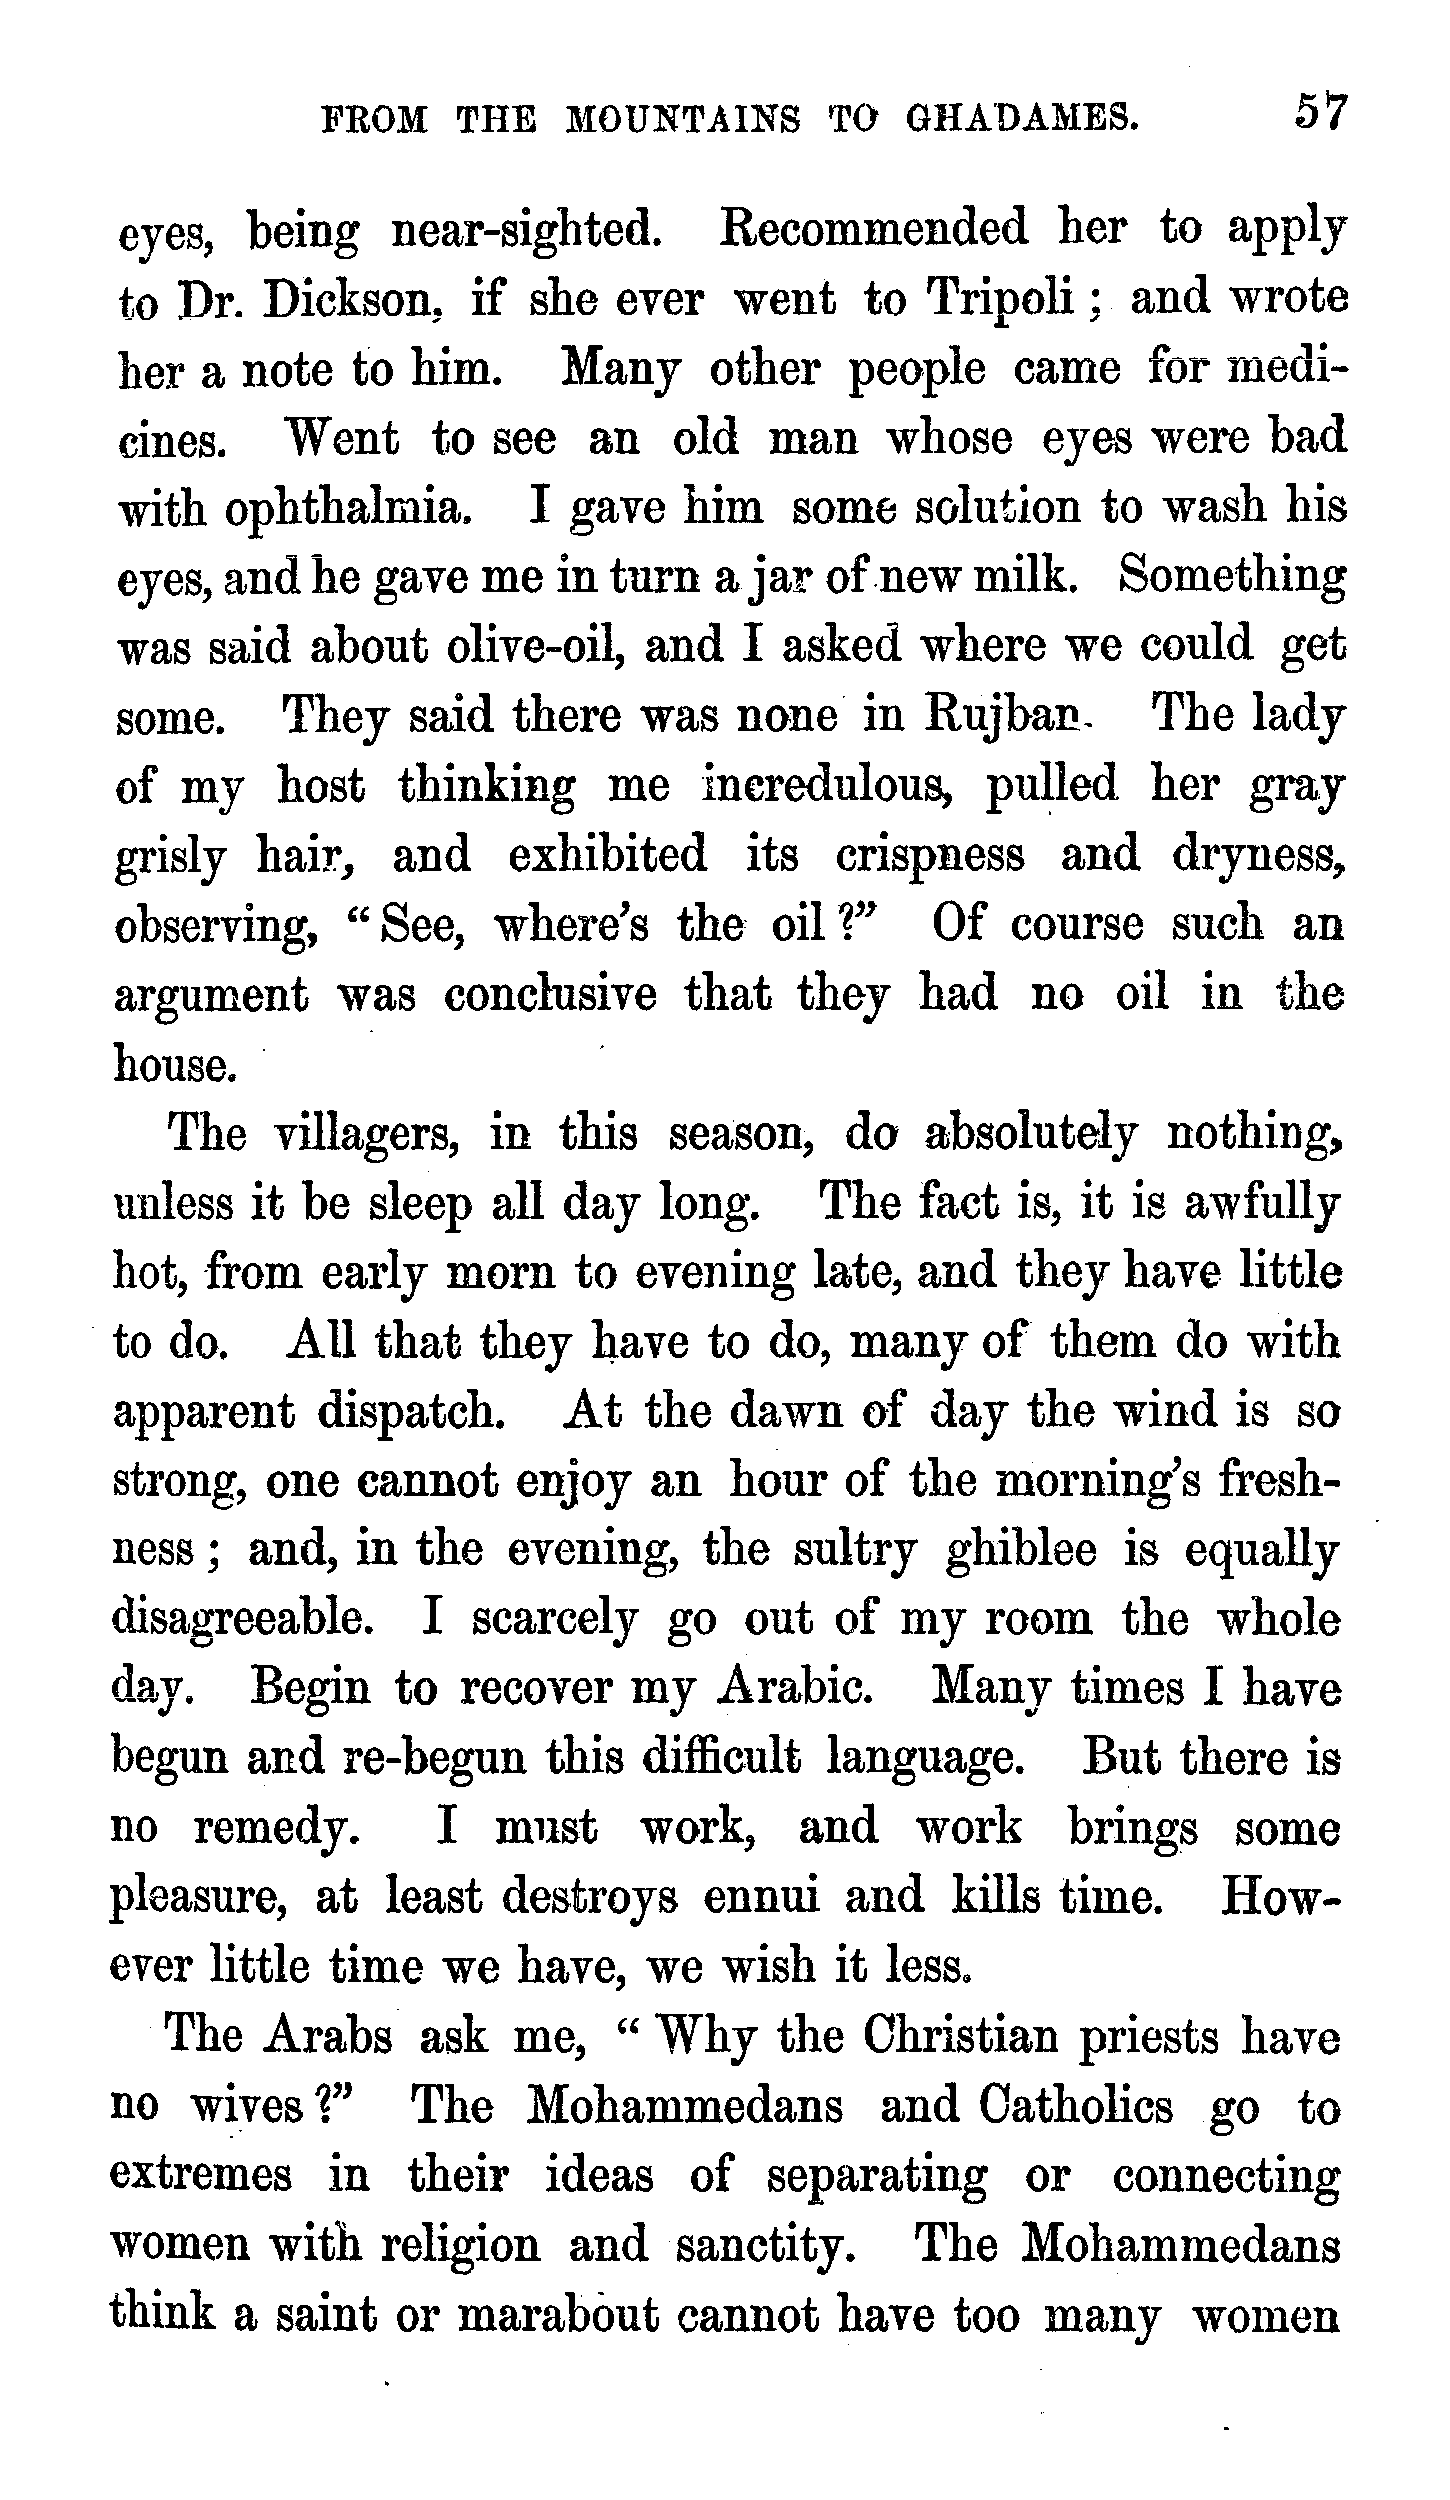 FROM THE MOUNTAINS TO GHADAMES. 57
eyes, being near-sighted. Recommended her to apply
to Dr. Dickson, if she ever went to Tripoli ; and wrote
her a note to him. Many other people came for medi-
cines. Went to see an old man whose eyes were bad
with ophthalmia. I gave him some solution to wash his
eyes, and he gave me in turn a jar of new milk. Something
was said about olive-oil, and I asked where we could get
some. They said there was none in Rujban. The lady
of my host thinking me incredulous, pulled her gray
grisly hair, and exhibited its crispness and dryness,
observing, “ See, where’s the oil ?” Of course such an
argument was conclusive that they had no oil in the
house.
The villagers, in this season, do absolutely nothing,
unless it be sleep all day long. The fact is, it is awfully
hot, from early morn to evening late, and they have little
to do. All that they have to do, many of them do with
apparent dispatch. At the dawn of day the wind is so
strong, one cannot enjoy an hour of the morning’s fresh-
ness ; and, in the evening, the sultry ghiblee is equally
disagreeable. I scarcely go out of my room the whole
day. Begin to recover my Arabic. Many times I have
begun and re-begun this difficult language. But there is
no remedy. I must work, and work brings some
pleasure, at least destroys ennui and kills time. How-
ever little time we have, we wish it less.
The Arabs ask me, “ Why the Christian priests have
no wives ?” The Mohammedans and Catholics go to
extremes in their ideas of separating or connecting
women with religion and sanctity. The Mohammedans
think a saint or marabout cannot have too many women